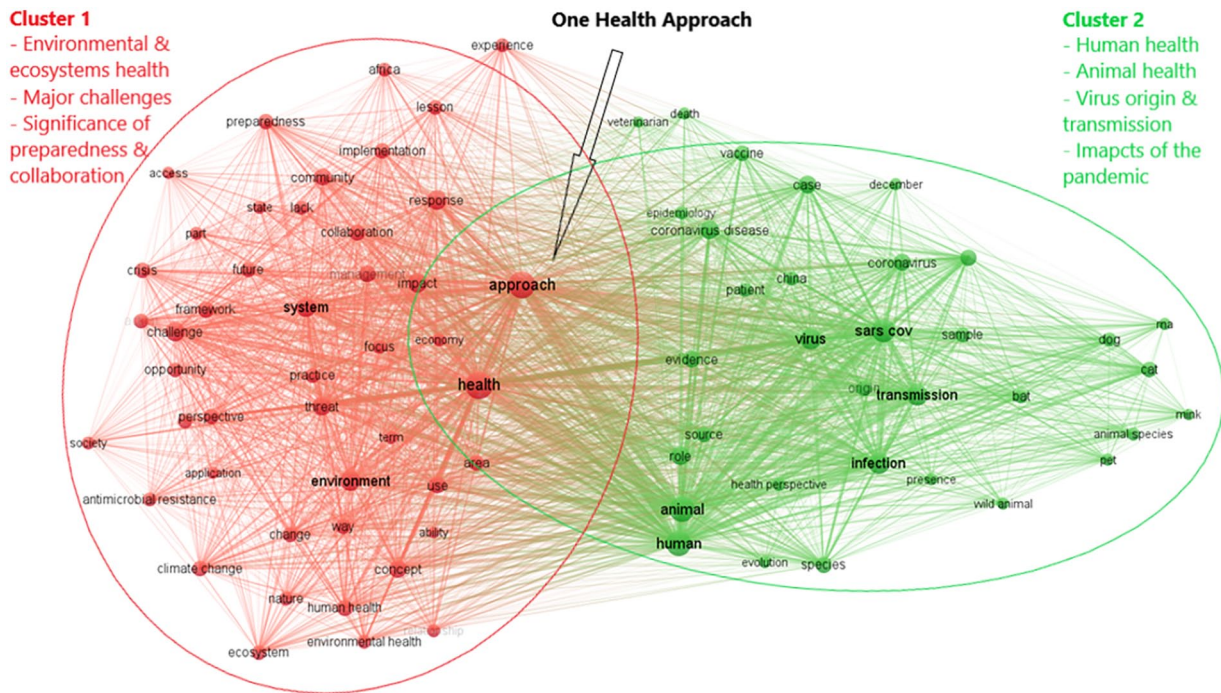 Cluster 1
- Environmental &
ecosystems health
- Major challenges
- Significance of
preparedness &
collaboration
One Health Approach
Cluster 2
- Human health
- Animal health
- Virus origin &
transmission
- Imapcts of the
pandemic
experience
africa
lesson
preparedness
implementation
access
community
state
lack
response
part
collaboration
crisis
future
management
impact
approach
framework
system
challenge
economy
focus
opportunity
practice
health
threat
perspective
society
term
application
area
environment
use
antimicrobial resistance
change
way
ability
climate change
concept
nature
human health
relationship
ecosystem
environmental health
death
veterinarian
vaccine
case
december
epidemiology
coronavirus disease
coronavirus
china
patient
rna
sars cov
virus
sample
dog
evidence
cat
origin
transmission
bat
mink
source
animal species
role
infection
pet
health perspective
presence
animal
wild animal
human
evolution
species